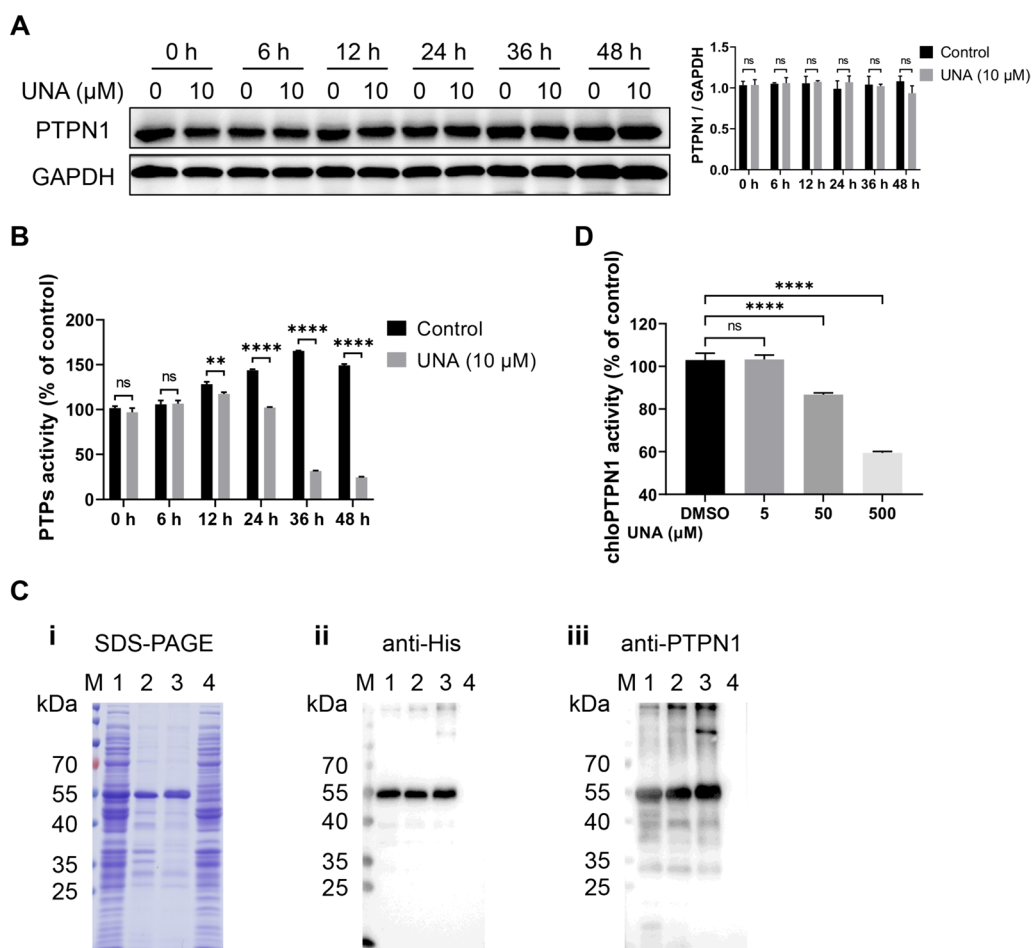 A
0 h 6 h 12 h 24 h 36 h 48 h
UNA (μM) 0 10 0 10 0 10 0 10 0 10 0 10
PTPN1
GAPDH
PTPN1 / GAPDH
1.5
1.0
0.5
0.0
ns ns ns ns ns ns
0 h 6 h 12 h 24 h 36 h 48 h
Control
UNA (10 μM)
B
PTPs activity (% of control)
200
150
100
50
0
ns ns ** **** **** ****
0 h 6 h 12 h 24 h 36 h 48 h
Control
UNA (10 μM)
D
chloPTPN1 activity (% of control)
120
100
80
60
40
****
****
ns
DMSO 5 50 500
UNA (μM)
C
i SDS-PAGE
M 1 2 3 4
kDa
70
55
40
35
25
ii anti-His
M 1 2 3 4
kDa
70
55
40
35
25
iii anti-PTPN1
M 1 2 3 4
kDa
70
55
40
35
25